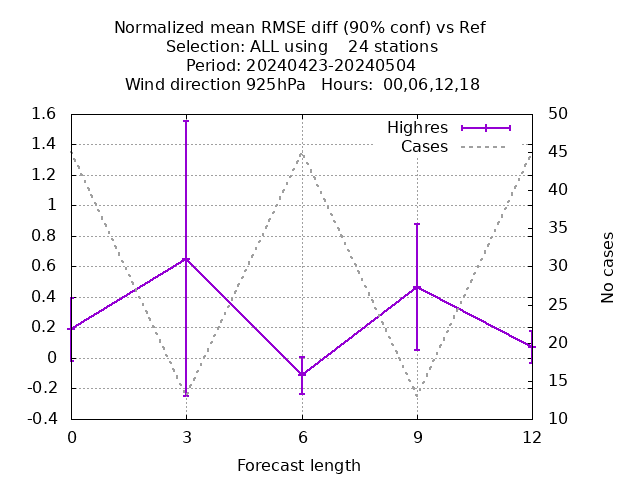 Normalized mean RMSE diff (90% conf) vs Ref
Selection: ALL using    24 stations
Period: 20240423-20240504
Wind direction 925hPa   Hours:  00,06,12,18
Highres
Cases
1.6
1.4
1.2
1
0.8
0.6
0.4
0.2
0
-0.2
-0.4
50
45
40
35
30
25
20
15
10
No cases
0 3 6 9 12
Forecast length